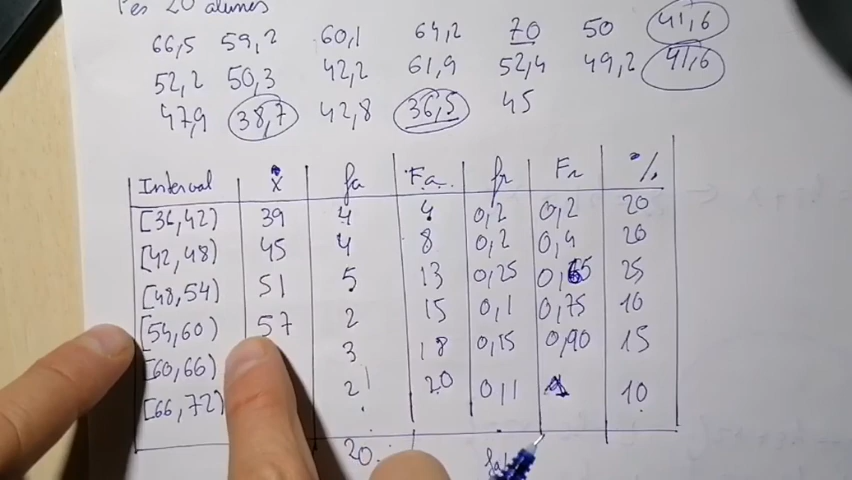 Pes 20 alumnes
66,5 59,2 60,1 64,2 70 50 41,6
52,2 50,3 42,2 61,9 52,4 49,2 41,6
47,9 38,7 42,8 36,5 45
Interval x fa Fa fr Fr %
[36,42) 39 4 4 0,2 0,2 20
[42,48) 45 4 8 0,2 0,4 20
[48,54) 51 5 13 0,25 0,65 25
[54,60) 57 2 15 0,1 0,75 10
[60,66) 3 18 0,15 0,90 15
[66,72) 2 20 0,1 1 10
20